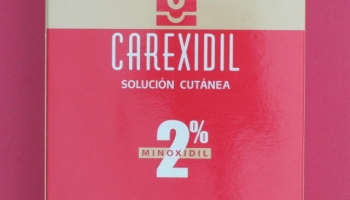 CAREXIDIL
SOLUCIÓN CUTÁNEA
2%
MINOXIDIL